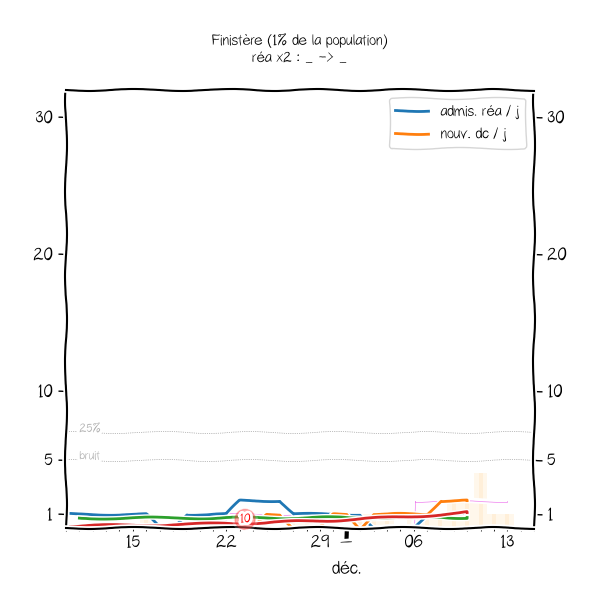 Finistère (1% de la population)
réa x2 : _ -> _
admis. réa / j
nouv. dc / j
30
30
20
20
10
10
25%
5
bruit
5
1
1
10
15
22
29
06
13
déc.